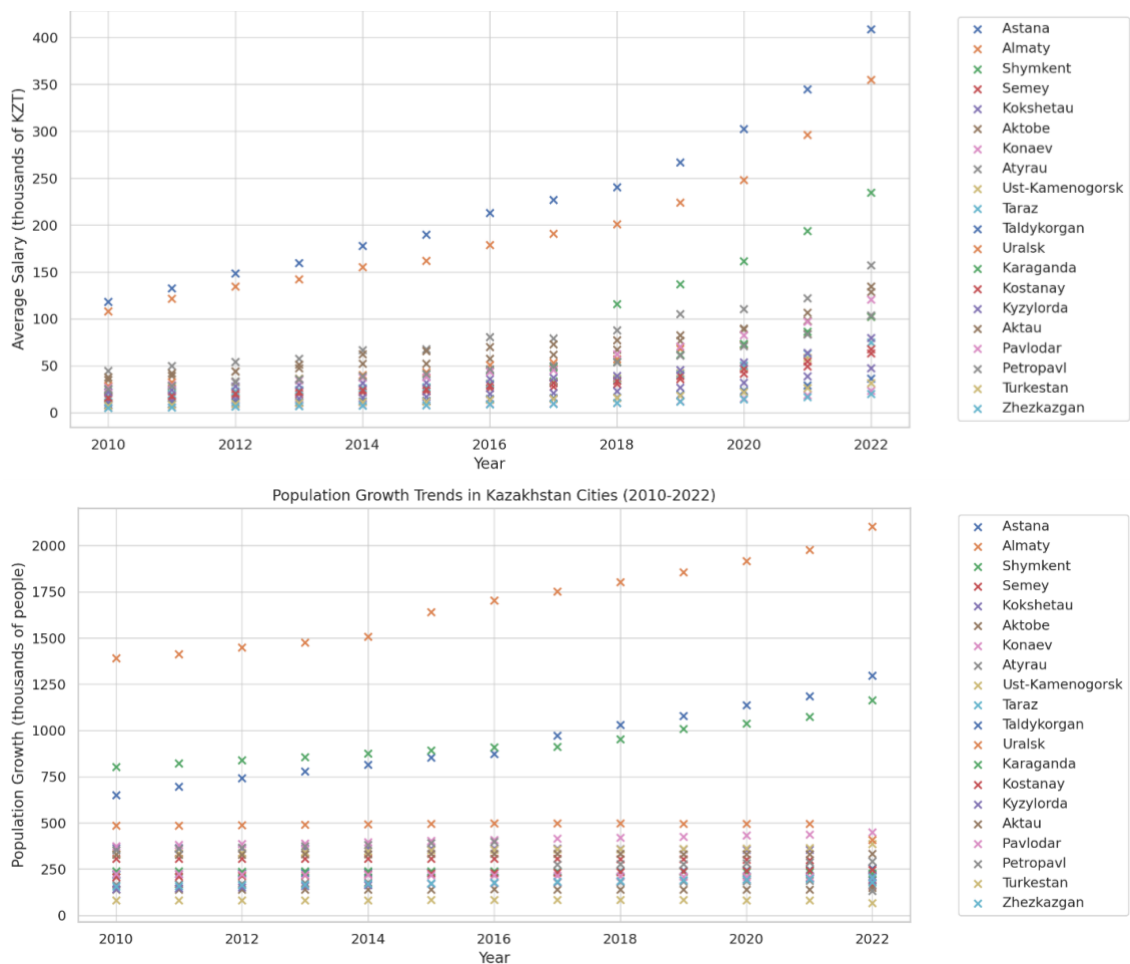 400
350
300
250
200
150
100
50
0
Average Salary (thousands of KZT)
2010 2012 2014 2016 2018 2020 2022
Year
Astana
Almaty
Shymkent
Semey
Kokshetau
Aktobe
Konaev
Atyrau
Ust-Kamenogorsk
Taraz
Taldykorgan
Uralsk
Karaganda
Kostanay
Kyzylorda
Aktau
Pavlodar
Petropavl
Turkestan
Zhezkazgan
Population Growth Trends in Kazakhstan Cities (2010-2022)
2000
1750
1500
1250
1000
750
500
250
0
Population Growth (thousands of people)
2010 2012 2014 2016 2018 2020 2022
Year
Astana
Almaty
Shymkent
Semey
Kokshetau
Aktobe
Konaev
Atyrau
Ust-Kamenogorsk
Taraz
Taldykorgan
Uralsk
Karaganda
Kostanay
Kyzylorda
Aktau
Pavlodar
Petropavl
Turkestan
Zhezkazgan